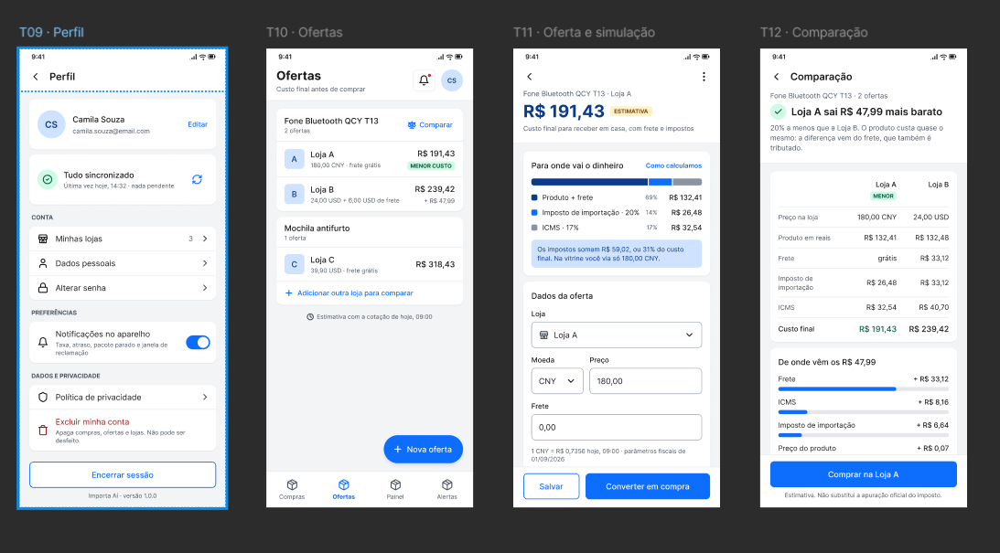 T09 · Perfil
9:41
Perfil
CS
Camila Souza
camila.souza@email.com
Editar
Tudo sincronizado
Última vez hoje, 14:32 · nada pendente
CONTA
Minhas lojas
3
Dados pessoais
Alterar senha
PREFERÊNCIAS
Notificações no aparelho
Taxa, atraso, pacote parado e janela de
reclamação
DADOS E PRIVACIDADE
Política de privacidade
Excluir minha conta
Apaga compras, ofertas e lojas. Não pode ser
desfeito.
Encerrar sessão
Importa Aí · versão 1.0.0
T10 · Ofertas
9:41
Ofertas
Custo final antes de comprar
CS
Fone Bluetooth QCY T13
2 ofertas
Comparar
A
Loja A
180,00 CNY · frete grátis
R$ 191,43
MENOR CUSTO
B
Loja B
24,00 USD + 6,00 USD de frete
R$ 239,42
+ R$ 47,99
Mochila antifurto
1 oferta
C
Loja C
39,90 USD · frete grátis
R$ 318,43
+ Adicionar outra loja para comparar
Estimativa com a cotação de hoje, 09:00
+ Nova oferta
Compras
Ofertas
Painel
Alertas
T11 · Oferta e simulação
9:41
Fone Bluetooth QCY T13 · Loja A
R$ 191,43
ESTIMATIVA
Custo final para receber em casa, com frete e impostos
Para onde vai o dinheiro
Como calculamos
Produto + frete 69% R$ 132,41
Imposto de importação · 20% 14% R$ 26,48
ICMS · 17% 17% R$ 32,54
Os impostos somam R$ 59,02, ou 31% do custo
final. Na vitrine você via só 180,00 CNY.
Dados da oferta
Loja
Loja A
Moeda
Preço
CNY
180,00
Frete
0,00
1 CNY = R$ 0,7356 hoje, 09:00 · parâmetros fiscais de
01/09/2026
Salvar
Converter em compra
T12 · Comparação
9:41
Comparação
Fone Bluetooth QCY T13 · 2 ofertas
Loja A sai R$ 47,99 mais barato
20% a menos que a Loja B. O produto custa quase o
mesmo: a diferença vem do frete, que também é
tributado.
Loja A
Loja B
MENOR
Preço na loja 180,00 CNY 24,00 USD
Produto em reais R$ 132,41 R$ 132,48
Frete grátis R$ 33,12
Imposto de
importação
R$ 26,48 R$ 33,12
ICMS R$ 32,54 R$ 40,70
Custo final R$ 191,43 R$ 239,42
De onde vêm os R$ 47,99
Frete + R$ 33,12
ICMS + R$ 8,16
Imposto de importação + R$ 6,64
Preço do produto + R$ 0,07
Comprar na Loja A
Estimativa. Não substitui a apuração oficial do imposto.